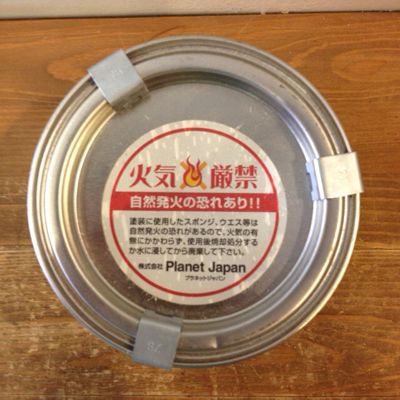 火気厳禁
自然発火の恐れあり!!
塗装に使用したスポンジ、ウエス等は
自然発火の恐れがあるので、火気の有
無にかかわらず、使用後焼却処分する
か水に浸してから廃棄して下さい。
株式会社 Planet Japan
プラネットジャパン